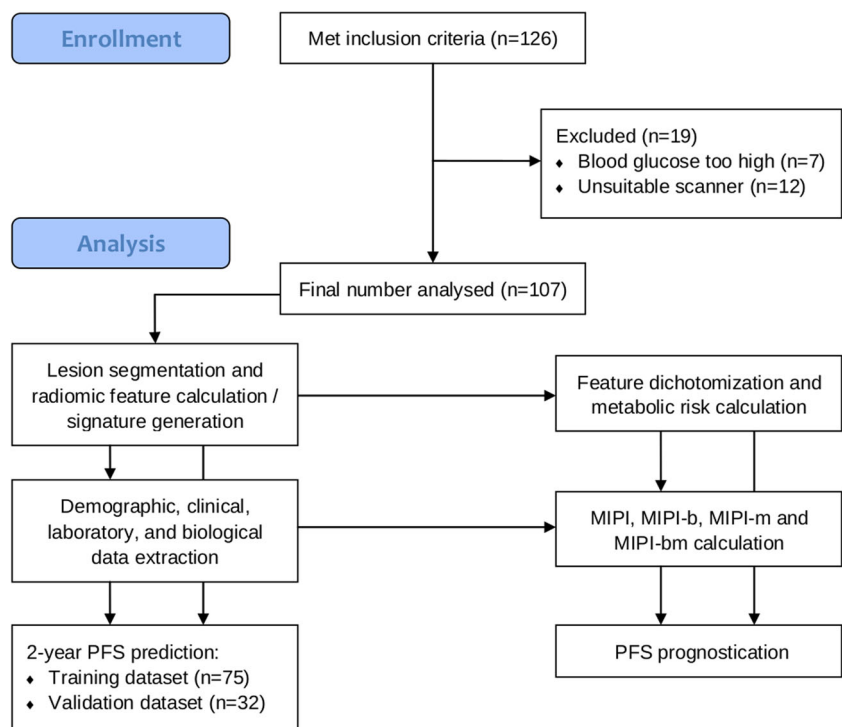 Enrollment
Met inclusion criteria (n=126)
Excluded (n=19)
♦ Blood glucose too high (n=7)
♦ Unsuitable scanner (n=12)
Analysis
Final number analysed (n=107)
Lesion segmentation and
radiomic feature calculation /
signature generation
Feature dichotomization and
metabolic risk calculation
Demographic, clinical,
laboratory, and biological
data extraction
MIPI, MIPI-b, MIPI-m and
MIPI-bm calculation
2-year PFS prediction:
♦ Training dataset (n=75)
♦ Validation dataset (n=32)
PFS prognostication